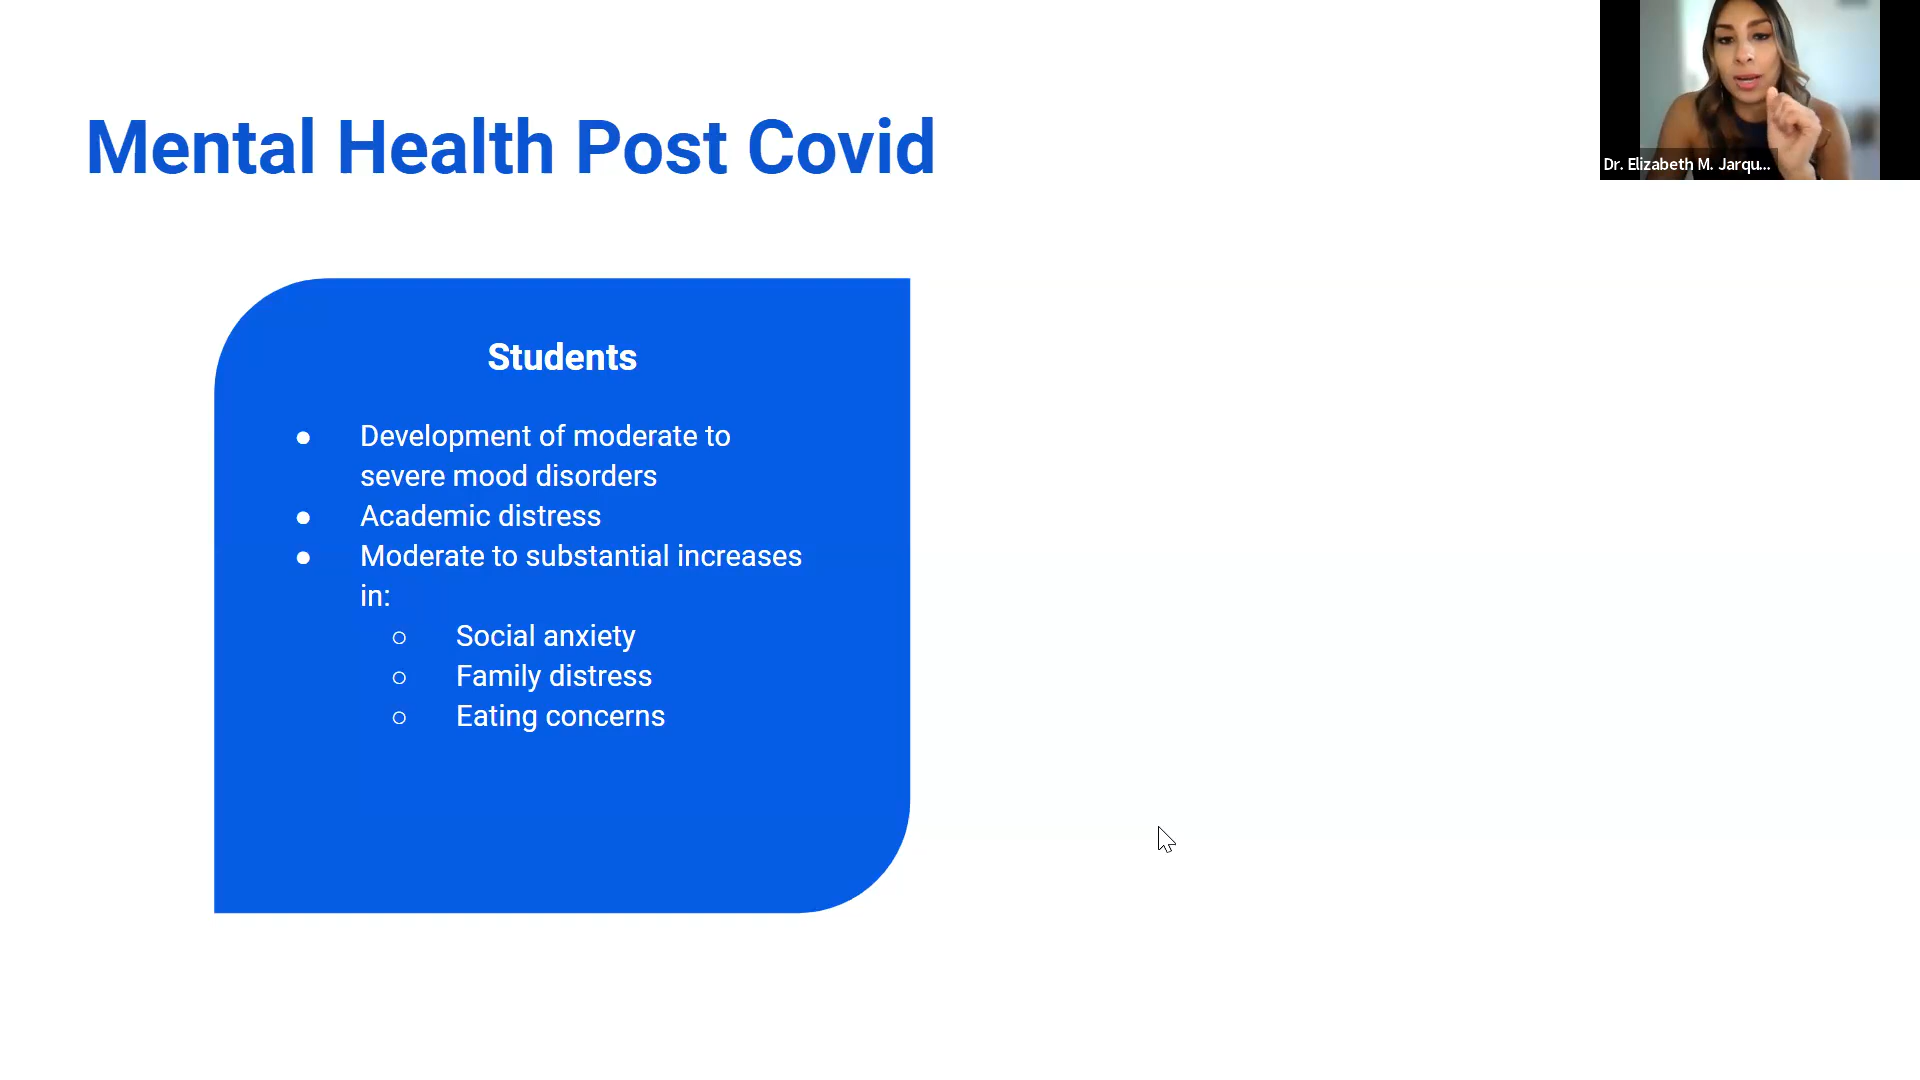 Mental Health Post Covid
Dr. Elizabeth M. Jarqu...
Students
● Development of moderate to
severe mood disorders
● Academic distress
● Moderate to substantial increases
in:
○ Social anxiety
○ Family distress
○ Eating concerns